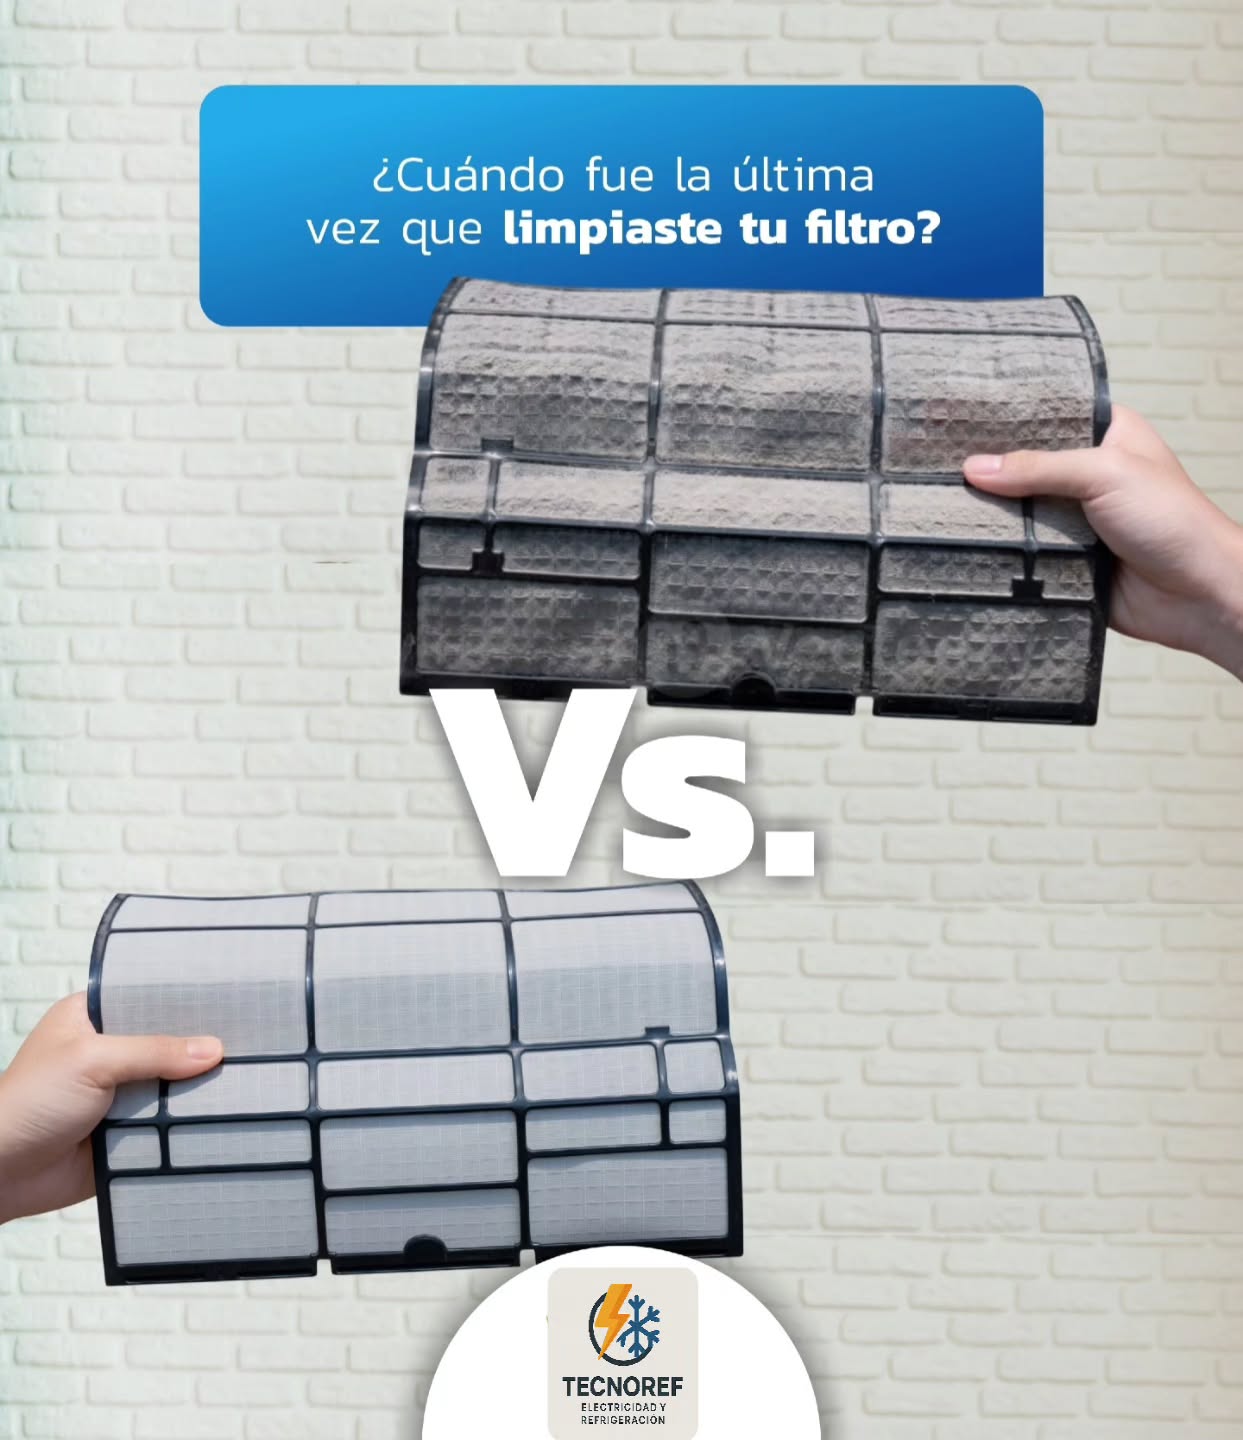 ¿Cuándo fue la última
vez que limpiaste tu filtro?
Vs.
TECNOREF
ELECTRICIDAD Y
REFRIGERACIÓN